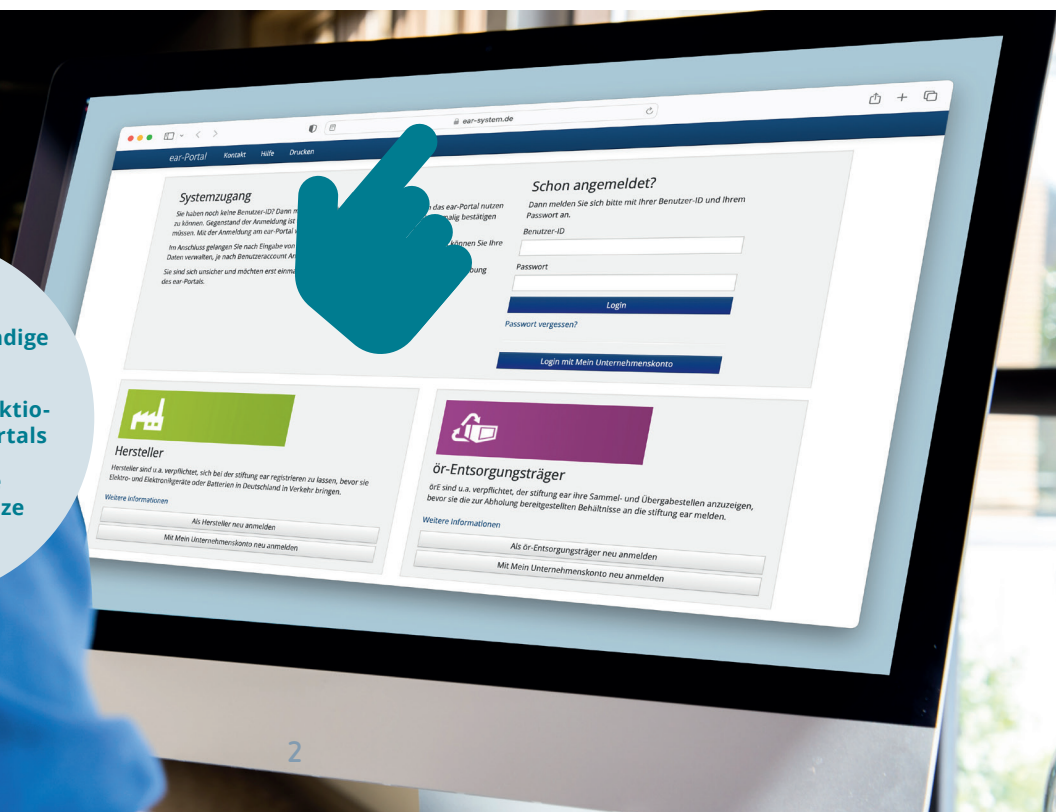 ear-system.de
ear-Portal Kontakt Hilfe Drucken
Systemzugang
Sie haben noch keine Benutzer-ID? Dann
das ear-Portal nutzen
zu können. Gegenstand der Anmeldung ist
malig bestätigen
müssen. Mit der Anmeldung am ear-Portal
Im Anschluss gelangen Sie nach Eingabe von
können Sie Ihre
Daten verwalten, je nach Benutzeraccount
Sie sind sich unsicher und möchten erst
des ear-Portals.
Schon angemeldet?
Dann melden Sie sich bitte mit Ihrer Benutzer-ID und Ihrem
Passwort an.
Benutzer-ID
Passwort
Login
Passwort vergessen?
Login mit Mein Unternehmenskonto
dige
ktio-
rtals
ze
Hersteller
Hersteller sind u.a. verpflichtet, sich bei der stiftung ear registrieren zu lassen, bevor sie
Elektro- und Elektronikgeräte oder Batterien in Deutschland in Verkehr bringen.
Weitere Informationen
Als Hersteller neu anmelden
Mit Mein Unternehmenskonto neu anmelden
ör-Entsorgungsträger
örE sind u.a. verpflichtet, der stiftung ear ihre Sammel- und Übergabestellen anzuzeigen,
bevor sie die zur Abholung bereitgestellten Behältnisse an die stiftung ear melden.
Weitere Informationen
Als ör-Entsorgungsträger neu anmelden
Mit Mein Unternehmenskonto neu anmelden
2